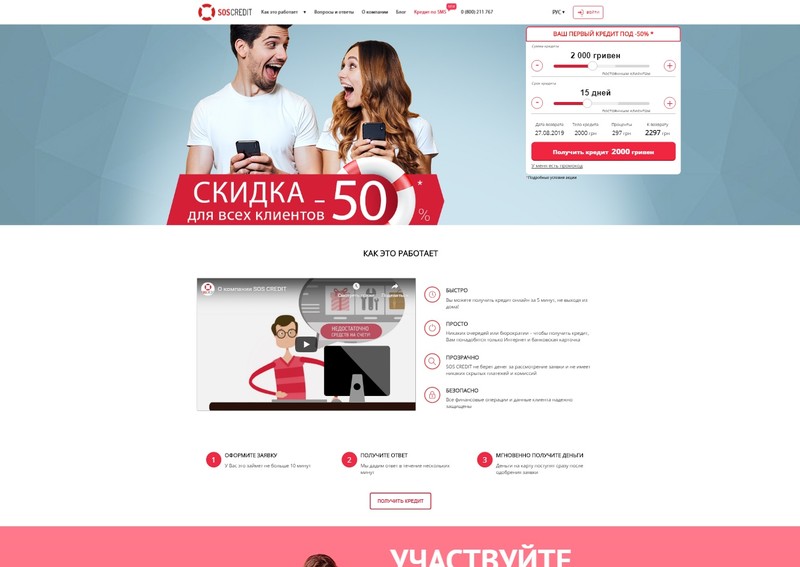 SOSCREDIT
Как это работает ▾ Вопросы и ответы О компании Блог Кредит по SMS 0 (800) 211 767 РУС ▾ ВОЙТИ
ВАШ ПЕРВЫЙ КРЕДИТ ПОД -50% *
Сумма кредита
2 000 гривен
- +
постоянным клиентам
Срок кредита
15 дней
- +
постоянным клиентам
Дата возврата Тело кредита Проценты К возврату
27.08.2019 2000 грн 297 грн 2297 грн
Получить кредит 2000 гривен
У меня есть промокод
*Подробные условия акции
СКИДКА – 50 * %
для всех клиентов
КАК ЭТО РАБОТАЕТ
О компании SOS CREDIT
НЕДОСТАТОЧНО
СРЕДСТВ НА СЧЕТУ!
БЫСТРО
Вы можете получить кредит онлайн за 5 минут, не выходя из
дома!
ПРОСТО
Никаких очередей или бюрократии – чтобы получить кредит,
Вам понадобятся только Интернет и банковская карточка
ПРОЗРАЧНО
SOS CREDIT не берет денег за рассмотрение заявки и не имеет
никаких скрытых платежей и комиссий
БЕЗОПАСНО
Все финансовые операции и данные клиента надежно
защищены
1 ОФОРМИТЕ ЗАЯВКУ
У Вас это займет не больше 10 минут
2 ПОЛУЧИТЕ ОТВЕТ
Мы дадим ответ в течение нескольких
минут
3 МГНОВЕННО ПОЛУЧИТЕ ДЕНЬГИ
Деньги на карту поступят сразу после
одобрения заявки
ПОЛУЧИТЬ КРЕДИТ
УЧАСТВУЙТЕ